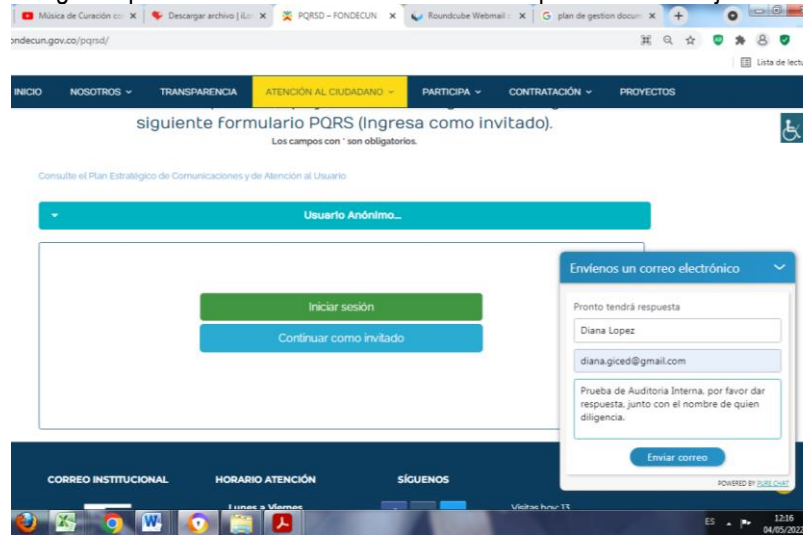 Música de Curación co
Descargar archivo | iLo
PQRSD – FONDECUN
Roundcube Webmail :
plan de gestion docum
ondecun.gov.co/pqrsd/
Lista de lectu
INICIO
NOSOTROS
TRANSPARENCIA
ATENCIÓN AL CIUDADANO
PARTICIPA
CONTRATACIÓN
PROYECTOS
siguiente formulario PQRS (Ingresa como invitado).
Los campos con * son obligatorios.
Consulte el Plan Estratégico de Comunicaciones y de Atención al Usuario
Usuario Anónimo...
Iniciar sesión
Continuar como invitado
Envíenos un correo electrónico
Pronto tendrá respuesta
Diana Lopez
diana.giced@gmail.com
Prueba de Auditoria Interna, por favor dar
respuesta, junto con el nombre de quien
diligencia.
Enviar correo
POWERED BY PURE CHAT
CORREO INSTITUCIONAL
HORARIO ATENCIÓN
SÍGUENOS
Lunes a Viernes
Visitas hoy: 13
ES
12:16
04/05/2022